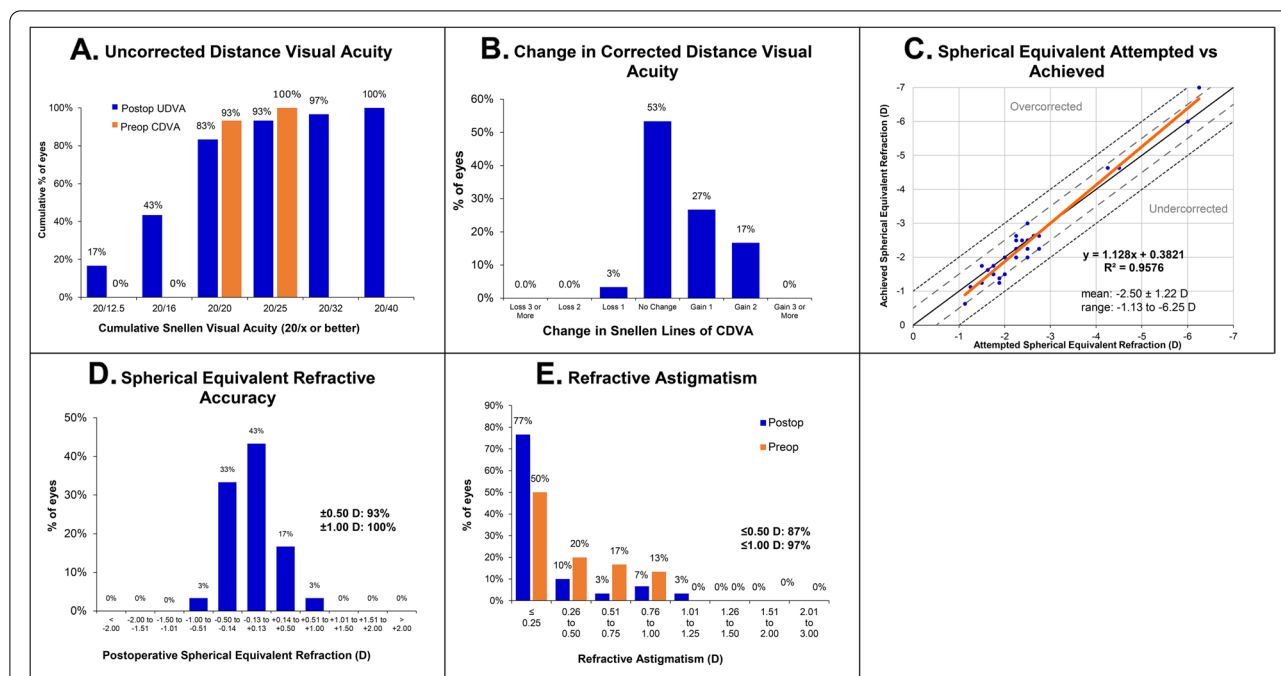 A. Uncorrected Distance Visual Acuity
Postop UDVA
Preop CDVA
Cumulative % of eyes
100%
80%
60%
40%
20%
0%
17%
0%
43%
0%
83%
93%
93%
100%
97%
100%
20/12.5
20/16
20/20
20/25
20/32
20/40
Cumulative Snellen Visual Acuity (20/x or better)
B. Change in Corrected Distance Visual
Acuity
% of eyes
60%
50%
40%
30%
20%
10%
0%
0.0%
0.0%
3%
53%
27%
17%
0%
Loss 3 or
More
Loss 2
Loss 1
No Change
Gain 1
Gain 2
Gain 3 or
More
Change in Snellen Lines of CDVA
C. Spherical Equivalent Attempted vs
Achieved
Achieved Spherical Equivalent Refraction (D)
-7
-6
-5
-4
-3
-2
-1
0
Overcorrected
Undercorrected
y = 1.128x + 0.3821
R² = 0.9576
mean: -2.50 ± 1.22 D
range: -1.13 to -6.25 D
0
-1
-2
-3
-4
-5
-6
-7
Attempted Spherical Equivalent Refraction (D)
D. Spherical Equivalent Refractive
Accuracy
% of eyes
50%
40%
30%
20%
10%
0%
0%
0%
0%
3%
33%
43%
17%
3%
0%
0%
0%
±0.50 D: 93%
±1.00 D: 100%
<
-2.00
-2.00 to
-1.51
-1.50 to
-1.01
-1.00 to
-0.51
-0.50 to
-0.14
-0.13 to
+0.13
+0.14 to
+0.50
+0.51 to
+1.00
+1.01 to
+1.50
+1.51 to
+2.00
>
+2.00
Postoperative Spherical Equivalent Refraction (D)
E. Refractive Astigmatism
Postop
Preop
% of eyes
90%
80%
70%
60%
50%
40%
30%
20%
10%
0%
77%
50%
10%
20%
3%
17%
7%
13%
3%
0%
0%
0%
0%
0%
0%
≤0.50 D: 87%
≤1.00 D: 97%
≤
0.25
0.26
to
0.50
0.51
to
0.75
0.76
to
1.00
1.01
to
1.25
1.26
to
1.50
1.51
to
2.00
2.01
to
3.00
Refractive Astigmatism (D)